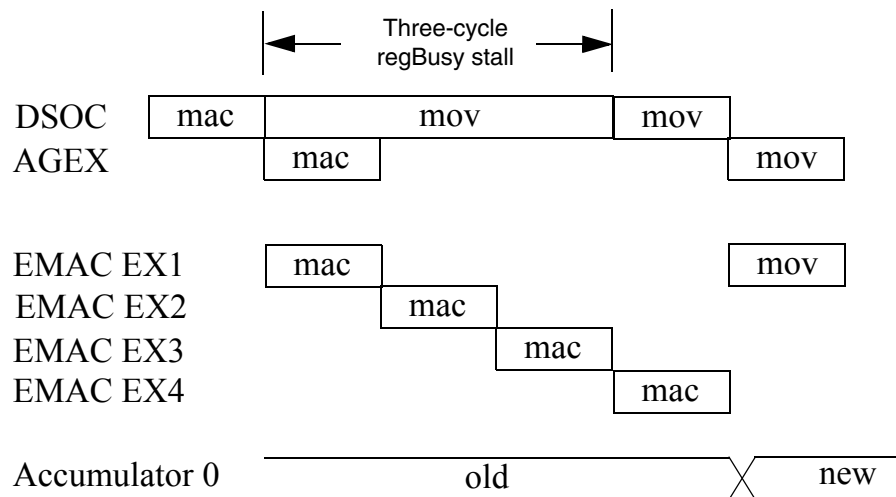 Three-cycle
regBusy stall
DSOC mac mov mov
AGEX mac mov
EMAC EX1 mac mov
EMAC EX2 mac
EMAC EX3 mac
EMAC EX4 mac
Accumulator 0 old new